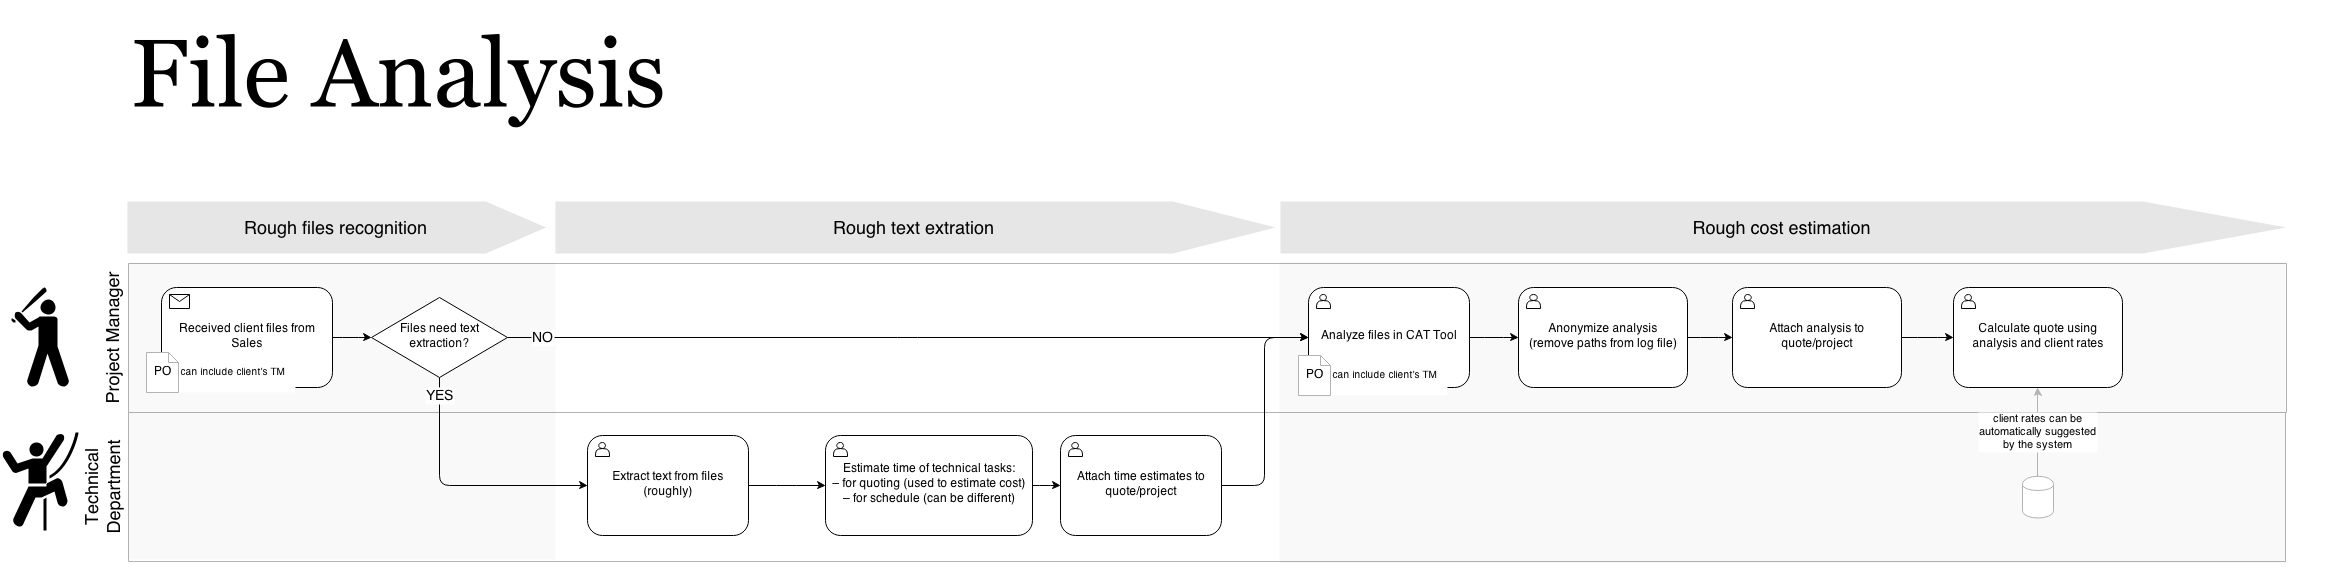 File Analysis
Rough files recognition
Rough text extration
Rough cost estimation
Project Manager
Received client files from
Sales
PO
can include client's TM
Files need text
extraction?
NO
YES
Analyze files in CAT Tool
PO
can include client's TM
Anonymize analysis
(remove paths from log file)
Attach analysis to
quote/project
Calculate quote using
analysis and client rates
Technical
Department
Extract text from files
(roughly)
Estimate time of technical tasks:
– for quoting (used to estimate cost)
– for schedule (can be different)
Attach time estimates to
quote/project
client rates can be
automatically suggested
by the system